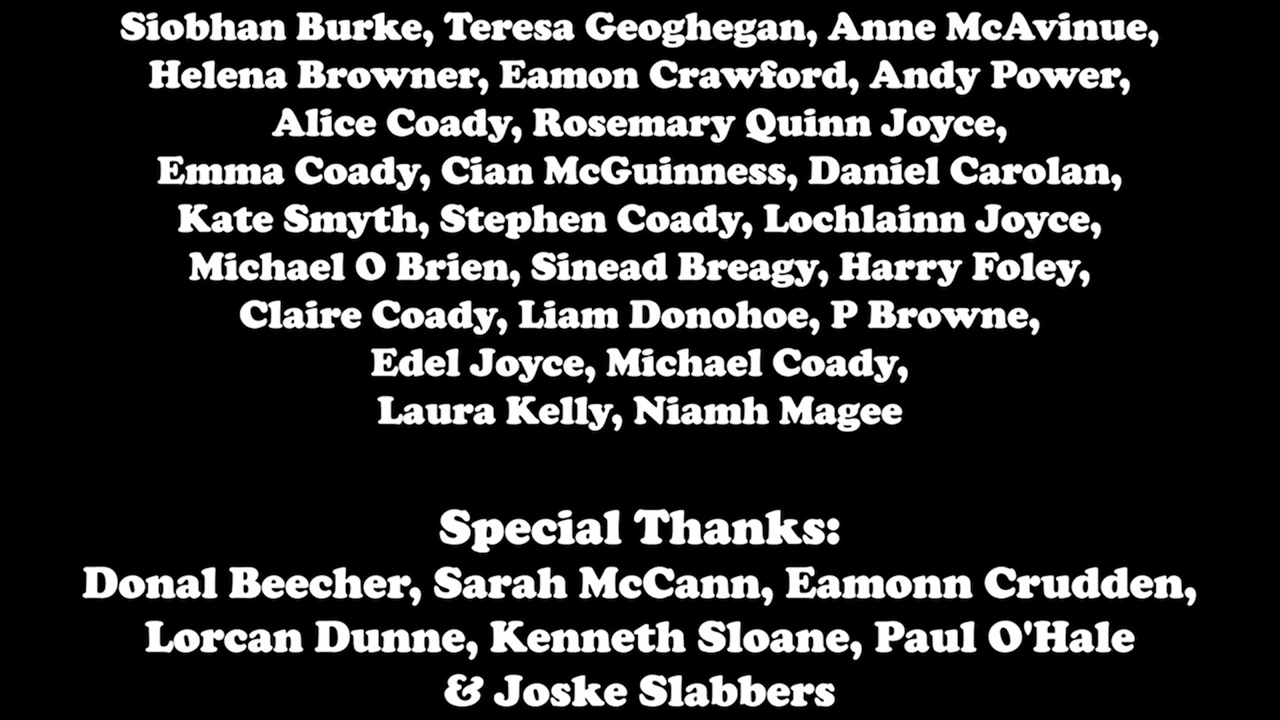 Siobhan Burke, Teresa Geoghegan, Anne McAvinue,
Helena Browner, Eamon Crawford, Andy Power,
Alice Coady, Rosemary Quinn Joyce,
Emma Coady, Cian McGuinness, Daniel Carolan,
Kate Smyth, Stephen Coady, Lochlainn Joyce,
Michael O Brien, Sinead Breagy, Harry Foley,
Claire Coady, Liam Donohoe, P Browne,
Edel Joyce, Michael Coady,
Laura Kelly, Niamh Magee
Special Thanks:
Donal Beecher, Sarah McCann, Eamonn Crudden,
Lorcan Dunne, Kenneth Sloane, Paul O'Hale
& Joske Slabbers